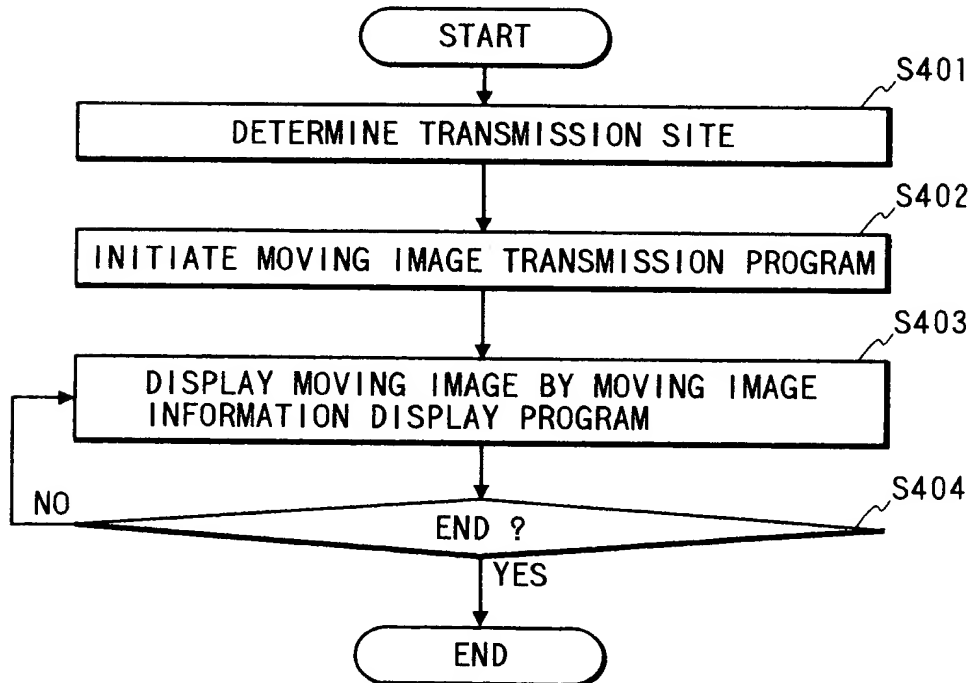 START
S401
DETERMINE TRANSMISSION SITE
S402
INITIATE MOVING IMAGE TRANSMISSION PROGRAM
S403
DISPLAY MOVING IMAGE BY MOVING IMAGE
INFORMATION DISPLAY PROGRAM
S404
NO
END ?
YES
END